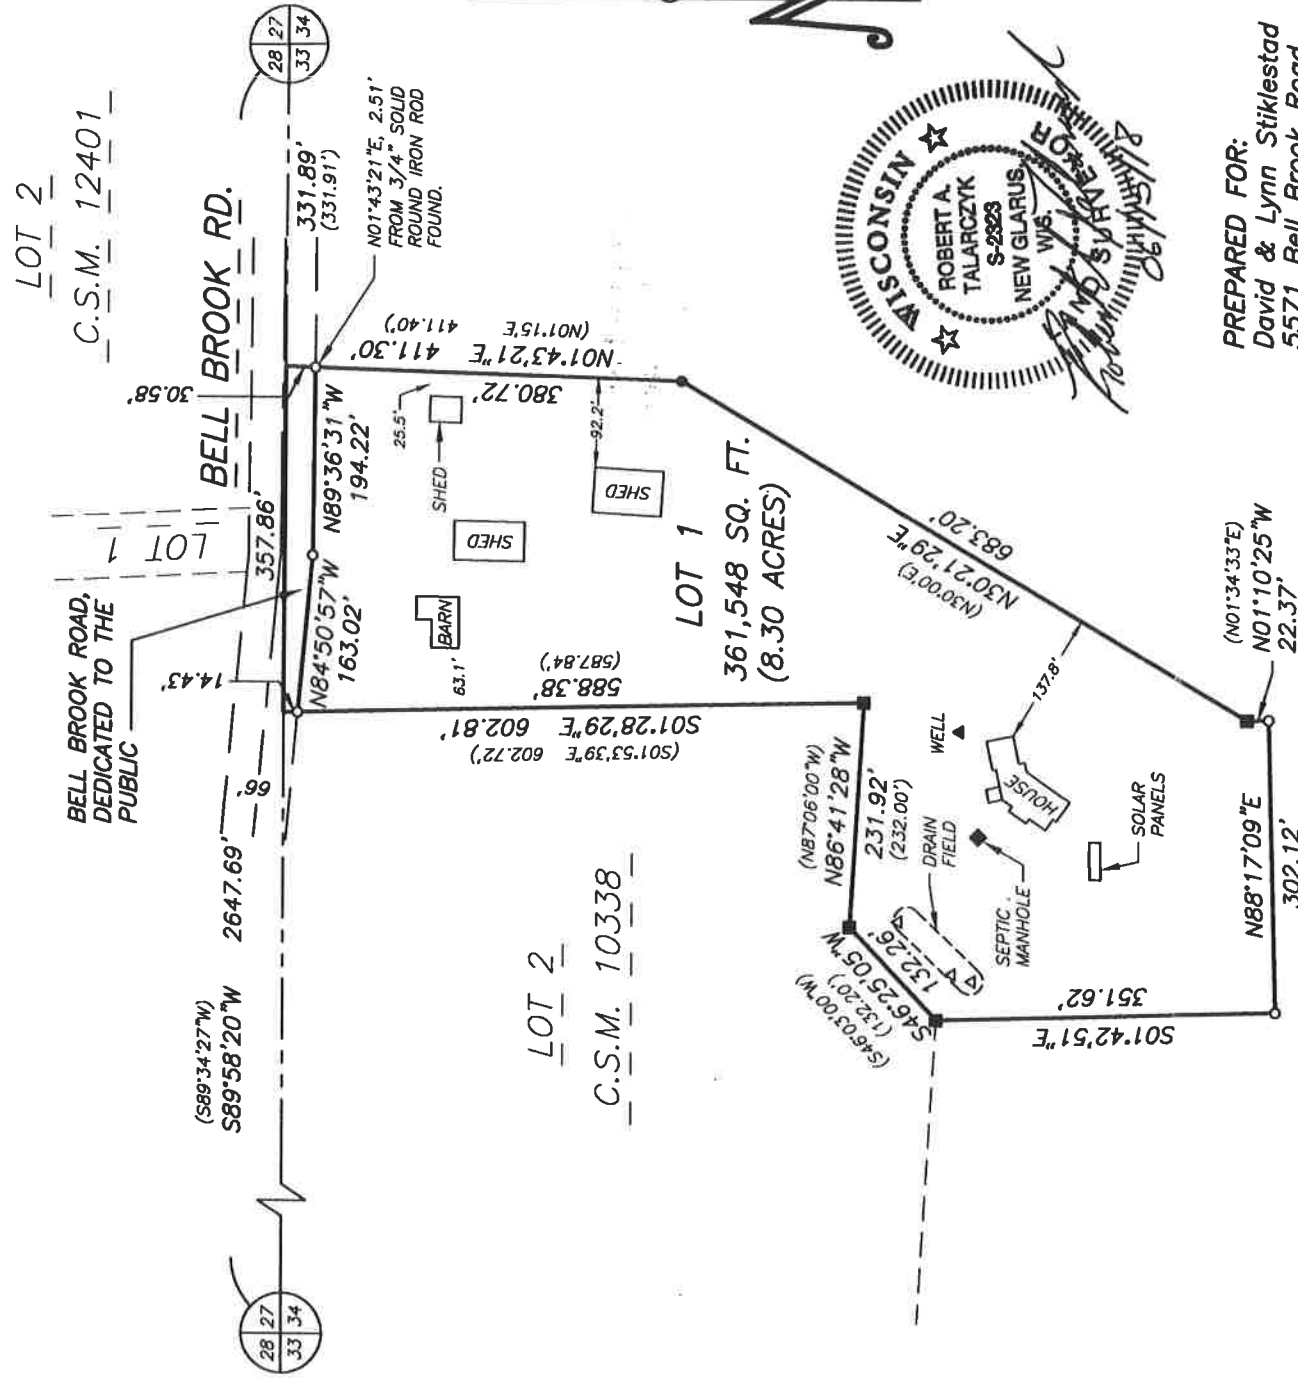 LOT 2
C.S.M. 12401
28 27
33 34
BELL BROOK RD.
331.89'
(331.91')
N01°43'21"E, 2.51'
FROM 3/4" SOLID
ROUND IRON ROD
FOUND.
30.58'
LOT 1
357.86'
BELL BROOK ROAD,
DEDICATED TO THE
PUBLIC
14.43'
66'
N89°36'31"W
194.22'
N84°50'57"W
163.02'
(N01°15'E 411.40')
N01°43'21"E 411.30'
380.72'
25.5'
SHED
92.2'
SHED
SHED
BARN
63.1'
(587.84')
588.38'
S01°28'29"E 602.81'
(S01°53'39"E 602.72')
(S89°34'27"W)
S89°58'20"W 2647.69'
28 27
33 34
LOT 1
361,548 SQ. FT.
(8.30 ACRES)
683.20'
N30°21'29"E
(N30°00'E)
(N01°34'33"E)
N01°10'25"W
22.37'
137.8'
WELL
HOUSE
SOLAR
PANELS
SEPTIC
MANHOLE
DRAIN
FIELD
(N87°06'00"W)
N86°41'28"W
231.92'
(232.00')
132.26'
S46°25'05"W
(132.20')
(S46°03'00"W)
LOT 2
C.S.M. 10338
351.62'
S01°42'51"E
N88°17'09"E
302.12'
WISCONSIN
ROBERT A.
TALARCZYK
S-2323
NEW GLARUS,
WIS.
LAND SURVEYOR
06/15/18
PREPARED FOR:
David & Lynn Stiklestad
5571 Bell Brook Road